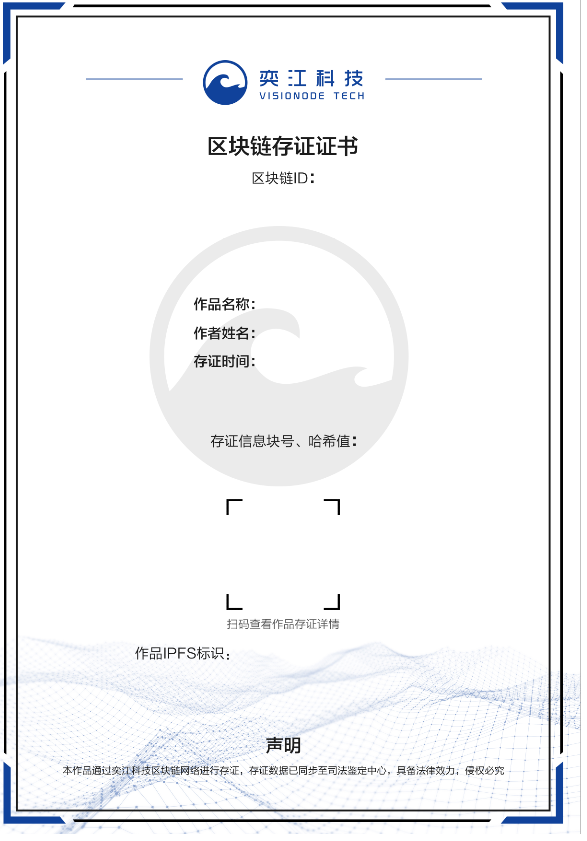 奕江科技
VISIONODE TECH
区块链存证证书
区块链ID：
作品名称：
作者姓名：
存证时间：
存证信息块号、哈希值：
扫码查看作品存证详情
作品IPFS标识：
声明
本作品通过奕江科技区块链网络进行存证，存证数据已同步至司法鉴定中心，具备法律效力，侵权必究